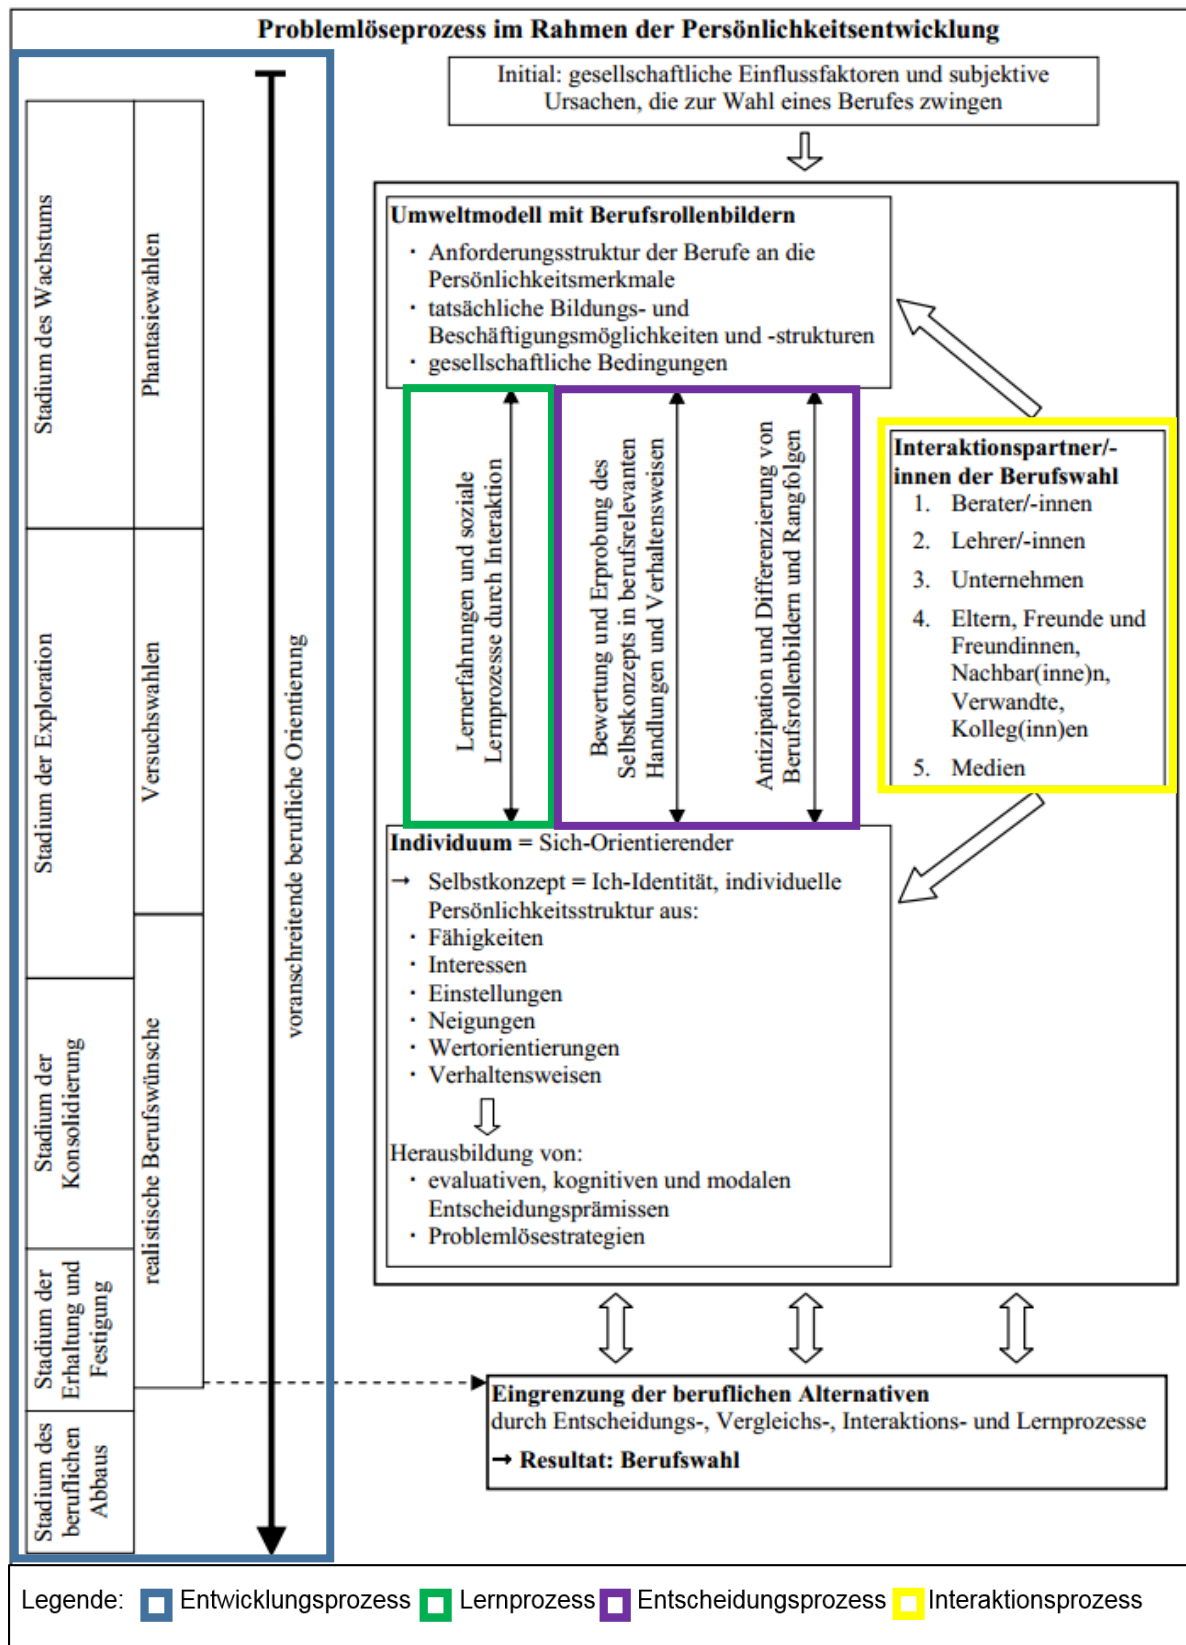 Problemlöseprozess im Rahmen der Persönlichkeitsentwicklung
Initial: gesellschaftliche Einflussfaktoren und subjektive
Ursachen, die zur Wahl eines Berufes zwingen
Stadium des Wachstums
Stadium der Exploration
Stadium der
Konsolidierung
Stadium der
Erhaltung und
Festigung
Stadium des
beruflichen
Abbaus
Phantasiewahlen
Versuchswahlen
realistische Berufswünsche
voranschreitende berufliche Orientierung
Umweltmodell mit Berufsrollenbildern
· Anforderungsstruktur der Berufe an die
Persönlichkeitsmerkmale
· tatsächliche Bildungs- und
Beschäftigungsmöglichkeiten und -strukturen
· gesellschaftliche Bedingungen
Lernerfahrungen und soziale
Lernprozesse durch Interaktion
Bewertung und Erprobung des
Selbstkonzepts in berufsrelevanten
Handlungen und Verhaltensweisen
Antizipation und Differenzierung von
Berufsrollenbildern und Rangfolgen
Interaktionspartner/-
innen der Berufswahl
1. Berater/-innen
2. Lehrer/-innen
3. Unternehmen
4. Eltern, Freunde und
Freundinnen,
Nachbar(inne)n,
Verwandte,
Kolleg(inn)en
5. Medien
Individuum = Sich-Orientierender
→ Selbstkonzept = Ich-Identität, individuelle
Persönlichkeitsstruktur aus:
· Fähigkeiten
· Interessen
· Einstellungen
· Neigungen
· Wertorientierungen
· Verhaltensweisen
Herausbildung von:
· evaluativen, kognitiven und modalen
Entscheidungsprämissen
· Problemlösestrategien
Eingrenzung der beruflichen Alternativen
durch Entscheidungs-, Vergleichs-, Interaktions- und Lernprozesse
→ Resultat: Berufswahl
Legende: Entwicklungsprozess Lernprozess Entscheidungsprozess Interaktionsprozess